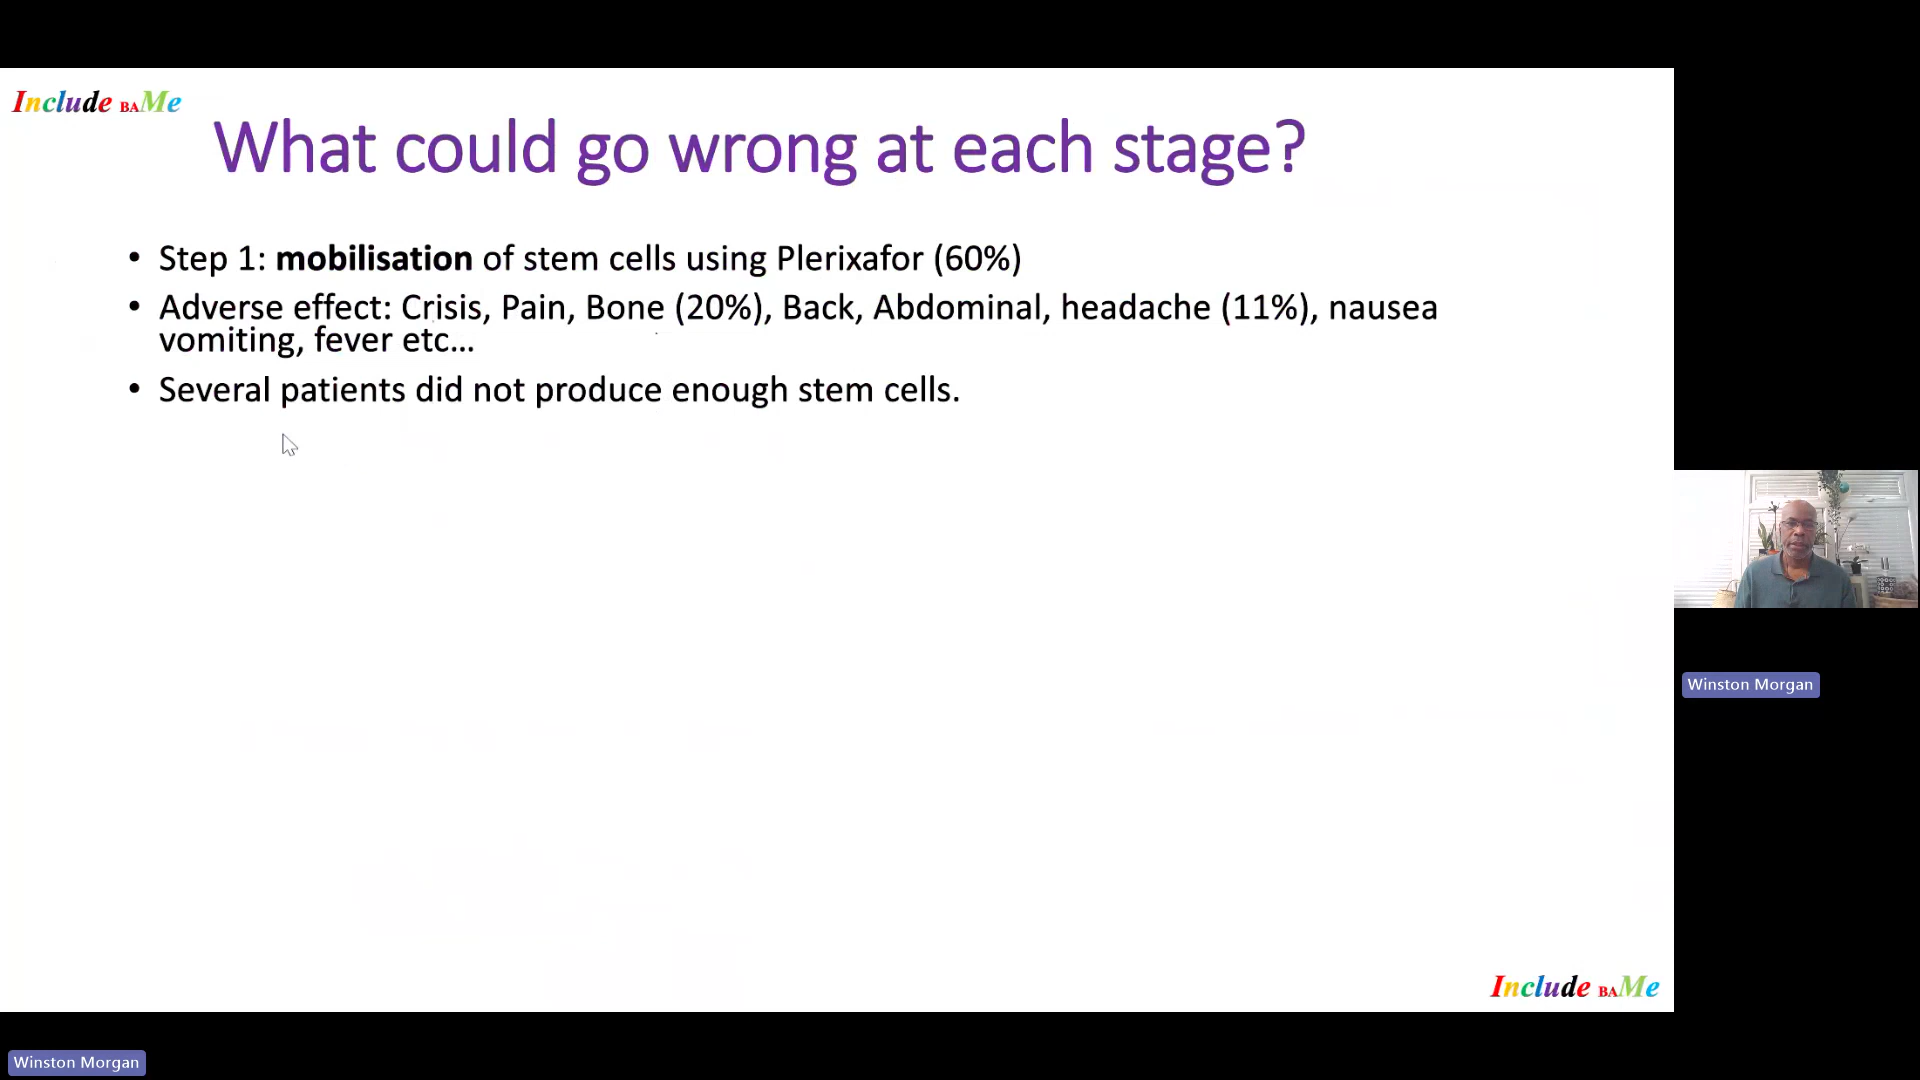 Include BAMe
What could go wrong at each stage?
• Step 1: mobilisation of stem cells using Plerixafor (60%)
• Adverse effect: Crisis, Pain, Bone (20%), Back, Abdominal, headache (11%), nausea
vomiting, fever etc...
• Several patients did not produce enough stem cells.
Winston Morgan
Include BAMe
Winston Morgan